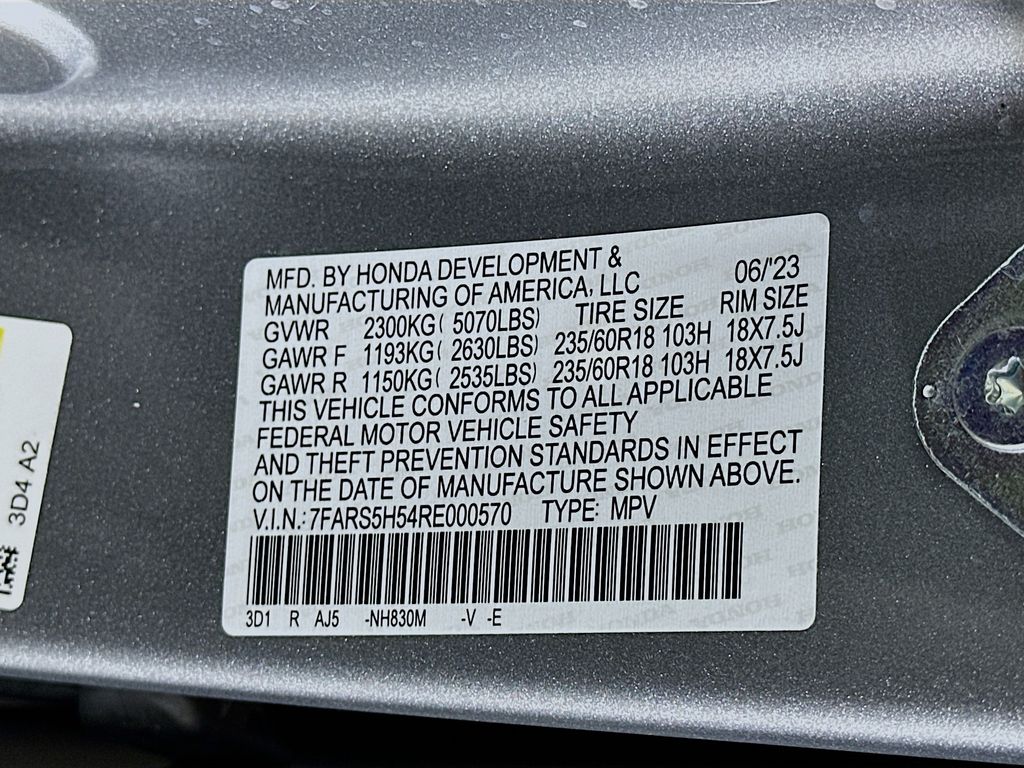 MFD. BY HONDA DEVELOPMENT &
MANUFACTURING OF AMERICA, LLC 06/'23
GVWR 2300KG( 5070LBS) TIRE SIZE RIM SIZE
GAWR F 1193KG( 2630LBS) 235/60R18 103H 18X7.5J
GAWR R 1150KG( 2535LBS) 235/60R18 103H 18X7.5J
THIS VEHICLE CONFORMS TO ALL APPLICABLE
FEDERAL MOTOR VEHICLE SAFETY
AND THEFT PREVENTION STANDARDS IN EFFECT
ON THE DATE OF MANUFACTURE SHOWN ABOVE.
V.I.N.: 7FARS5H54RE000570 TYPE: MPV
3D1 R AJ5 -NH830M -V -E
3D4 A2